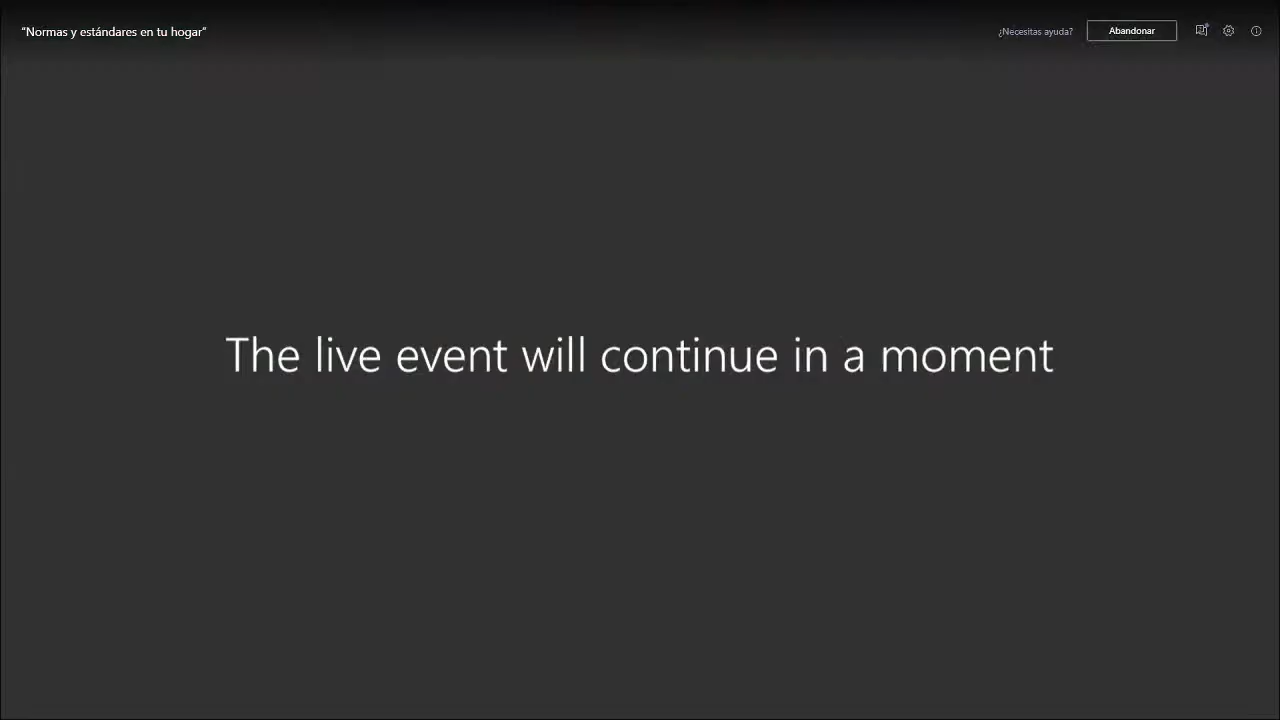 "Normas y estándares en tu hogar"
¿Necesitas ayuda?
Abandonar
The live event will continue in a moment